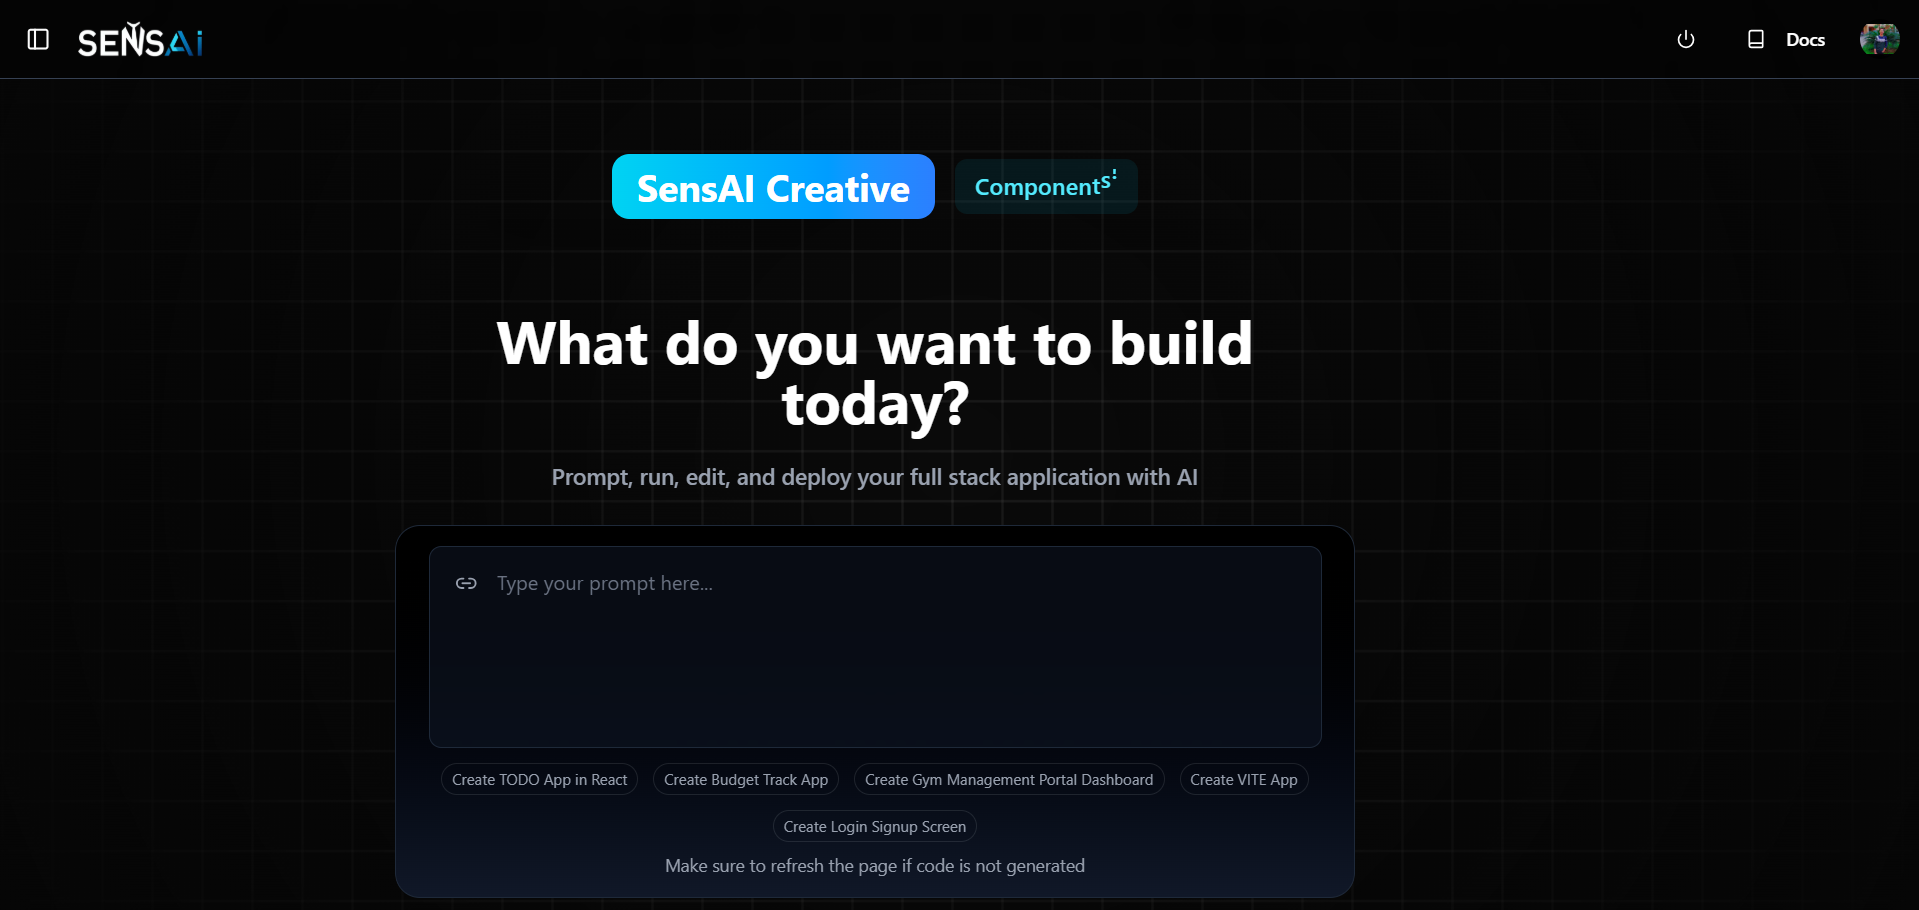 SENSAi
Docs
SensAI Creative
Components!
What do you want to build
today?
Prompt, run, edit, and deploy your full stack application with AI
Type your prompt here...
Create TODO App in React
Create Budget Track App
Create Gym Management Portal Dashboard
Create VITE App
Create Login Signup Screen
Make sure to refresh the page if code is not generated